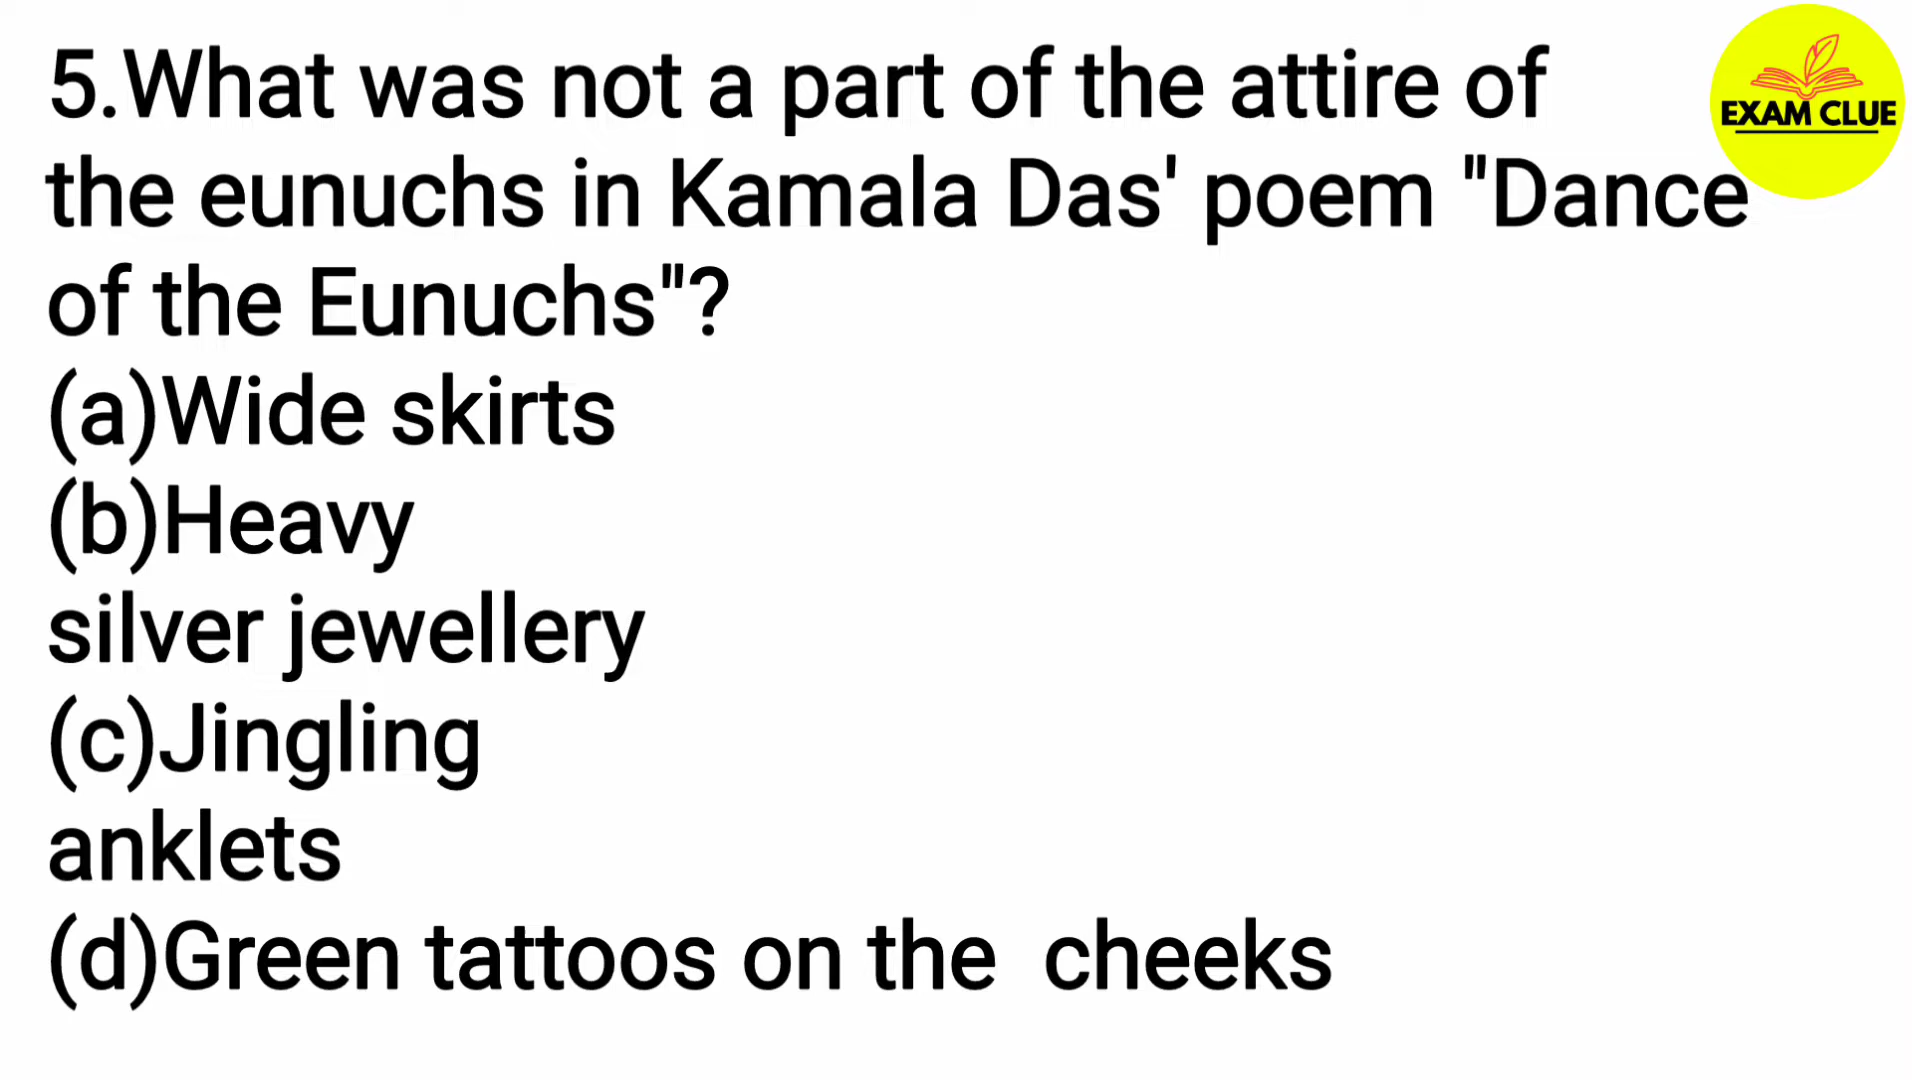 5.What was not a part of the attire of
the eunuchs in Kamala Das' poem "Dance
of the Eunuchs"?
(a)Wide skirts
(b)Heavy
silver jewellery
(c)Jingling
anklets
(d)Green tattoos on the  cheeks
EXAM CLUE